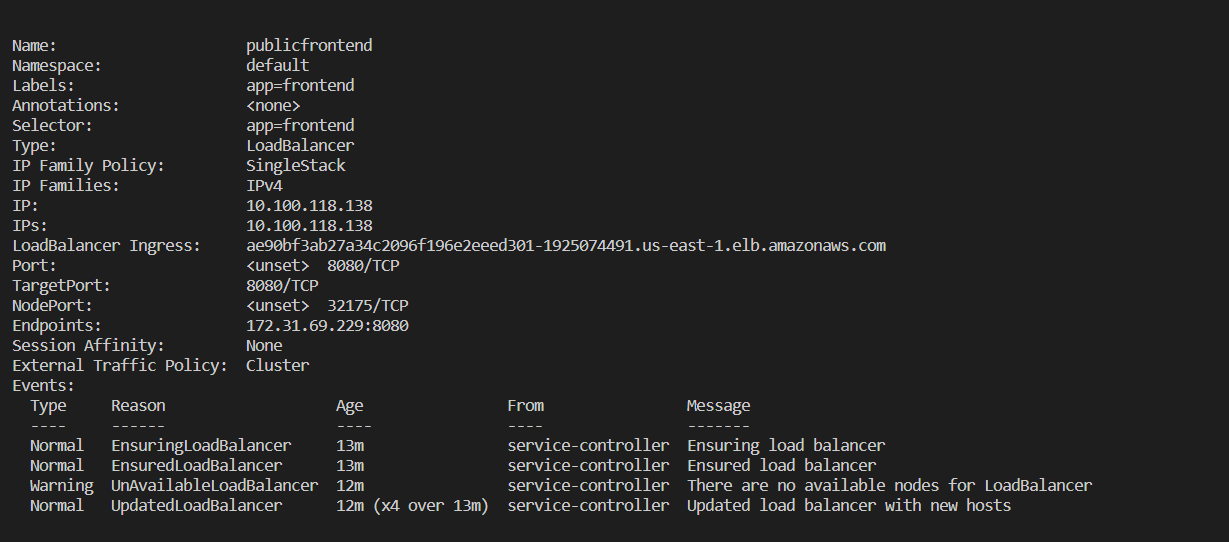 Name:                     publicfrontend
Namespace:                default
Labels:                   app=frontend
Annotations:              <none>
Selector:                 app=frontend
Type:                     LoadBalancer
IP Family Policy:         SingleStack
IP Families:              IPv4
IP:                       10.100.118.138
IPs:                      10.100.118.138
LoadBalancer Ingress:     ae90bf3ab27a34c2096f196e2eeed301-1925074491.us-east-1.elb.amazonaws.com
Port:                     <unset>  8080/TCP
TargetPort:               8080/TCP
NodePort:                 <unset>  32175/TCP
Endpoints:                172.31.69.229:8080
Session Affinity:         None
External Traffic Policy:  Cluster
Events:
  Type     Reason                   Age                From                Message
  ----     ------                   ----               ----                -------
  Normal   EnsuringLoadBalancer     13m                service-controller  Ensuring load balancer
  Normal   EnsuredLoadBalancer      13m                service-controller  Ensured load balancer
  Warning  UnAvailableLoadBalancer  12m                service-controller  There are no available nodes for LoadBalancer
  Normal   UpdatedLoadBalancer      12m (x4 over 13m)  service-controller  Updated load balancer with new hosts